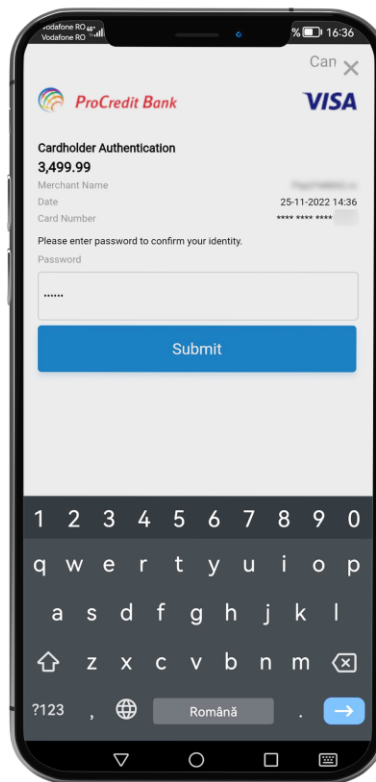 Vodafone RO 4G+
Vodafone RO
% 16:36
Can
ProCredit Bank
VISA
Cardholder Authentication
3,499.99
Merchant Name
Date 25-11-2022 14:36
Card Number **** **** ****
Please enter password to confirm your identity.
Password
······
Submit
1 2 3 4 5 6 7 8 9 0
q w e r t y u i o p
a s d f g h j k l
z x c v b n m
?123 , Română .